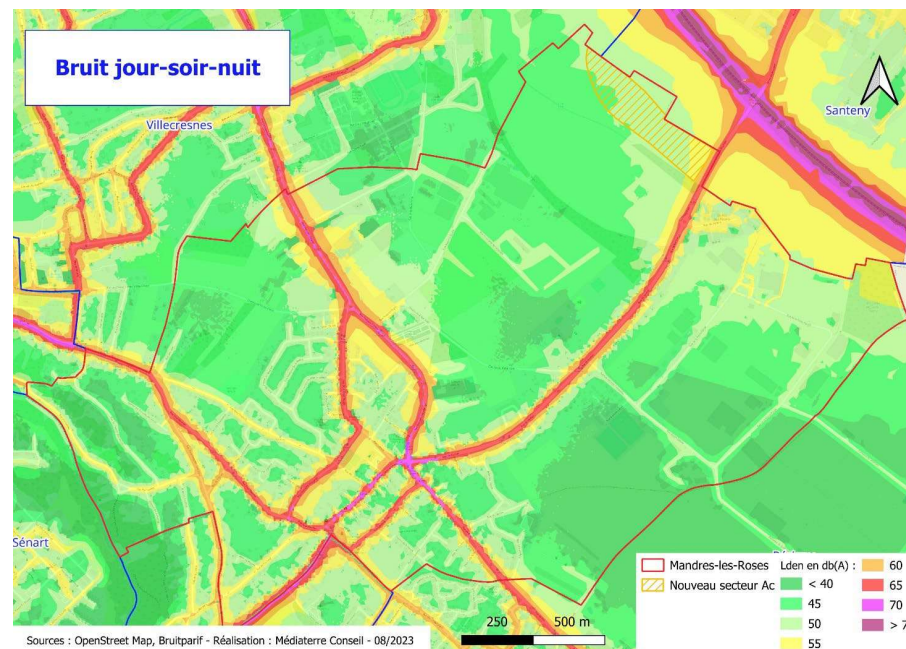 Bruit jour-soir-nuit
Villecresnes
Santeny
Sénart
Mandres-les-Roses
Nouveau secteur Ac
Lden en db(A) :
< 40
45
50
55
60
65
70
> 7
250
500 m
Sources : OpenStreet Map, Bruitparif - Réalisation : Médiaterre Conseil - 08/2023